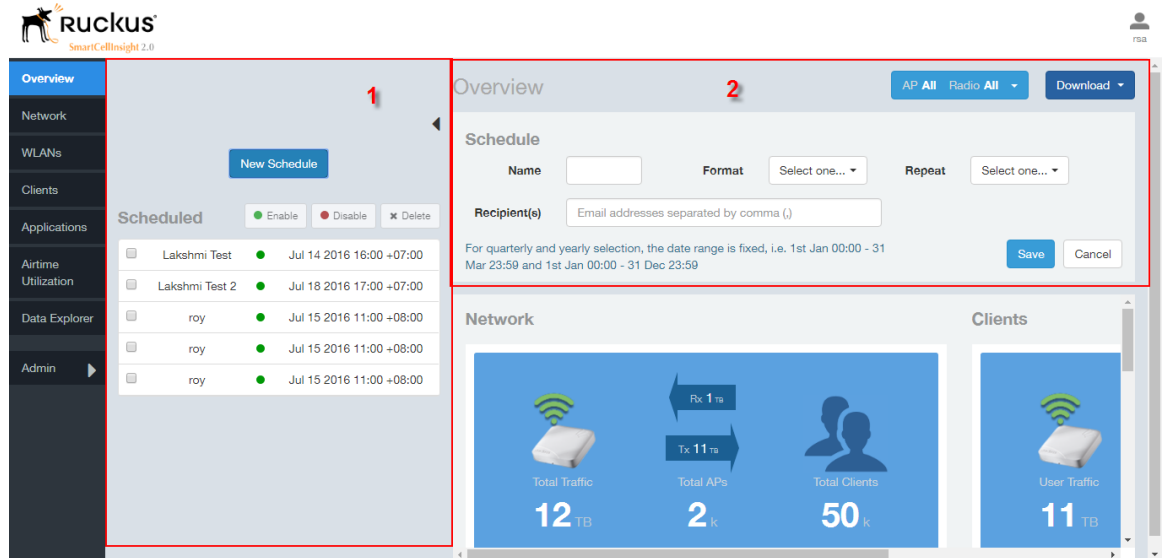 RUCKUS
SmartCellInsight 2.0
rsa
Overview
Network
WLANs
Clients
Applications
Airtime
Utilization
Data Explorer
Admin
1
New Schedule
Scheduled
Enable
Disable
✖ Delete
Lakshmi Test Jul 14 2016 16:00 +07:00
Lakshmi Test 2 Jul 18 2016 17:00 +07:00
roy Jul 15 2016 11:00 +08:00
roy Jul 15 2016 11:00 +08:00
roy Jul 15 2016 11:00 +08:00
Overview
2
AP All Radio All
Download
Schedule
Name
Format Select one...
Repeat Select one...
Recipient(s) Email addresses separated by comma (,)
For quarterly and yearly selection, the date range is fixed, i.e. 1st Jan 00:00 - 31
Mar 23:59 and 1st Jan 00:00 - 31 Dec 23:59
Save
Cancel
Network
Rx 1 TB
Tx 11 TB
Total Traffic
12 TB
Total APs
2 k
Total Clients
50 k
Clients
User Traffic
11 TB